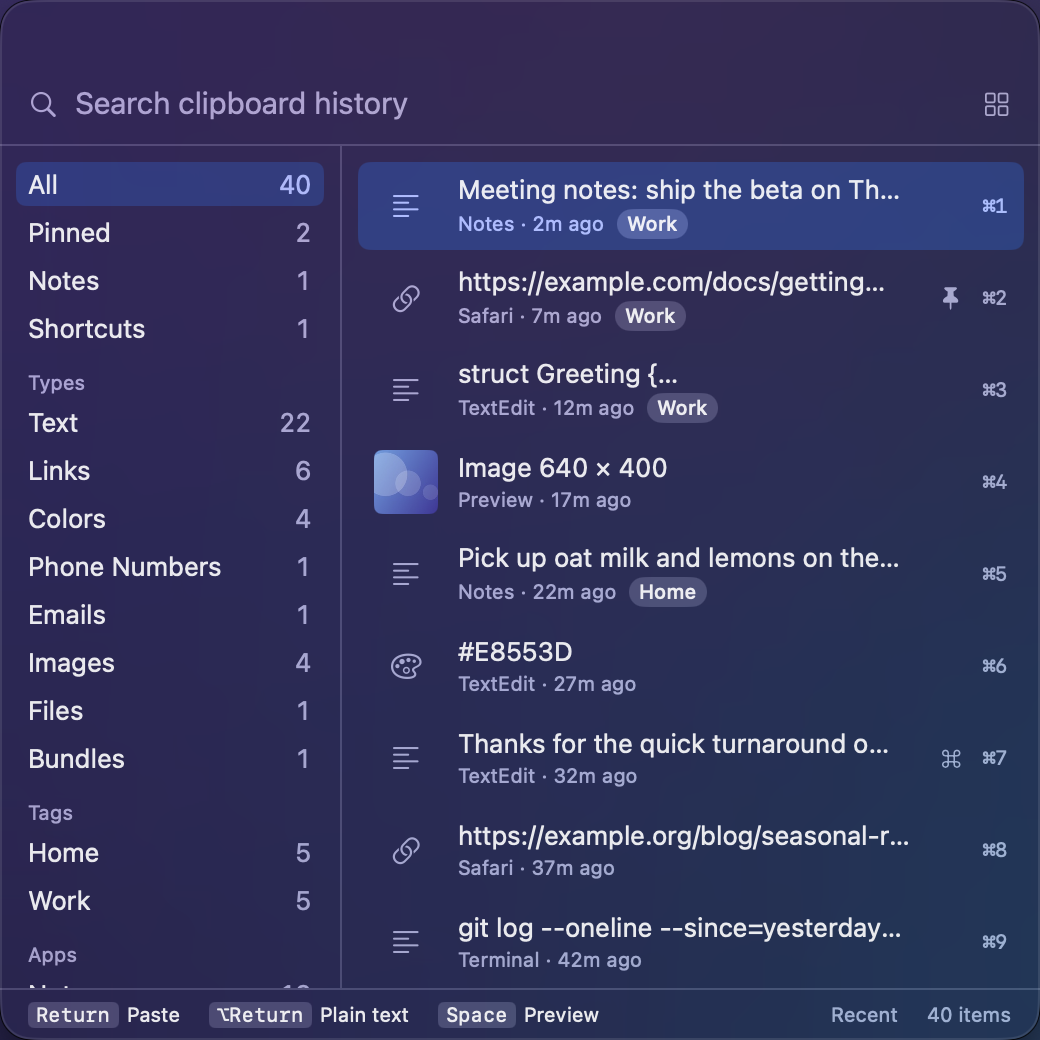 Search clipboard history
All 40
Pinned 2
Notes 1
Shortcuts 1
Types
Text 22
Links 6
Colors 4
Phone Numbers 1
Emails 1
Images 4
Files 1
Bundles 1
Tags
Home 5
Work 5
Apps
Meeting notes: ship the beta on Th...
Notes · 2m ago Work
⌘1
https://example.com/docs/getting...
Safari · 7m ago Work
⌘2
struct Greeting {...
TextEdit · 12m ago Work
⌘3
Image 640 × 400
Preview · 17m ago
⌘4
Pick up oat milk and lemons on the...
Notes · 22m ago Home
⌘5
#E8553D
TextEdit · 27m ago
⌘6
Thanks for the quick turnaround o...
TextEdit · 32m ago
⌘ ⌘7
https://example.org/blog/seasonal-r...
Safari · 37m ago
⌘8
git log --oneline --since=yesterday...
Terminal · 42m ago
⌘9
Return Paste ⌥Return Plain text Space Preview Recent 40 items